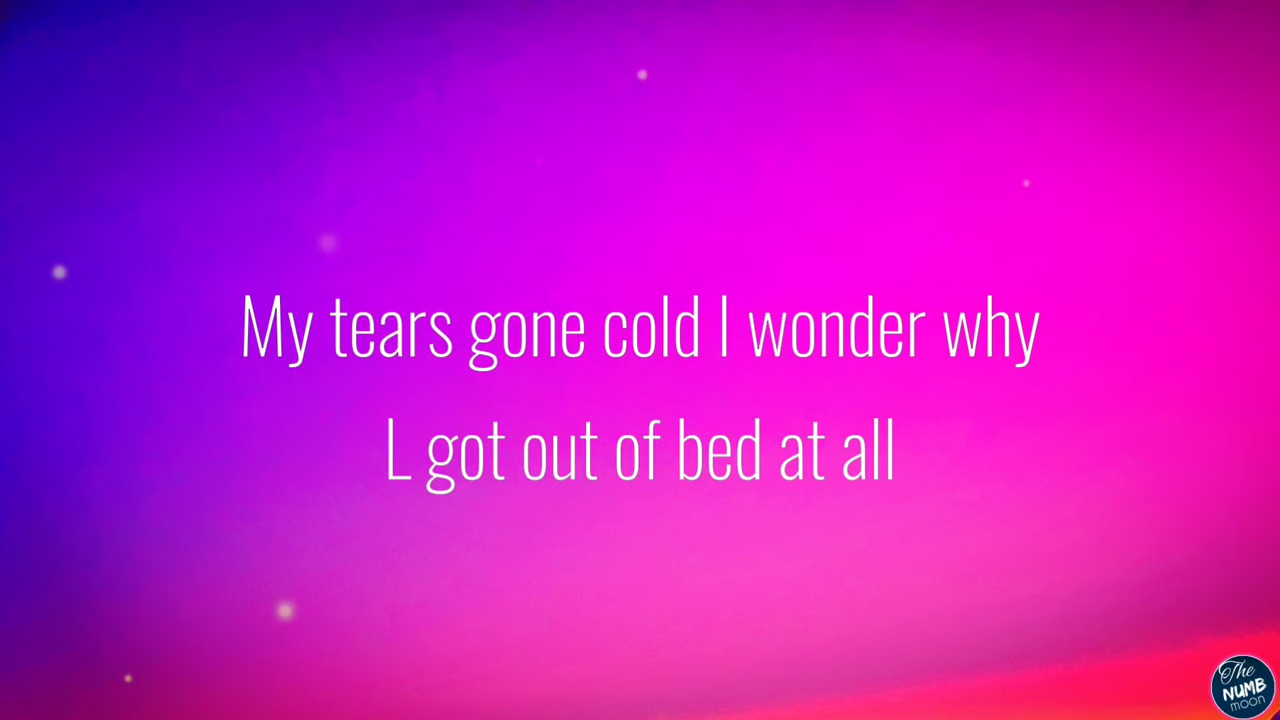 My tears gone cold I wonder why
L got out of bed at all
The
NUMB
moon